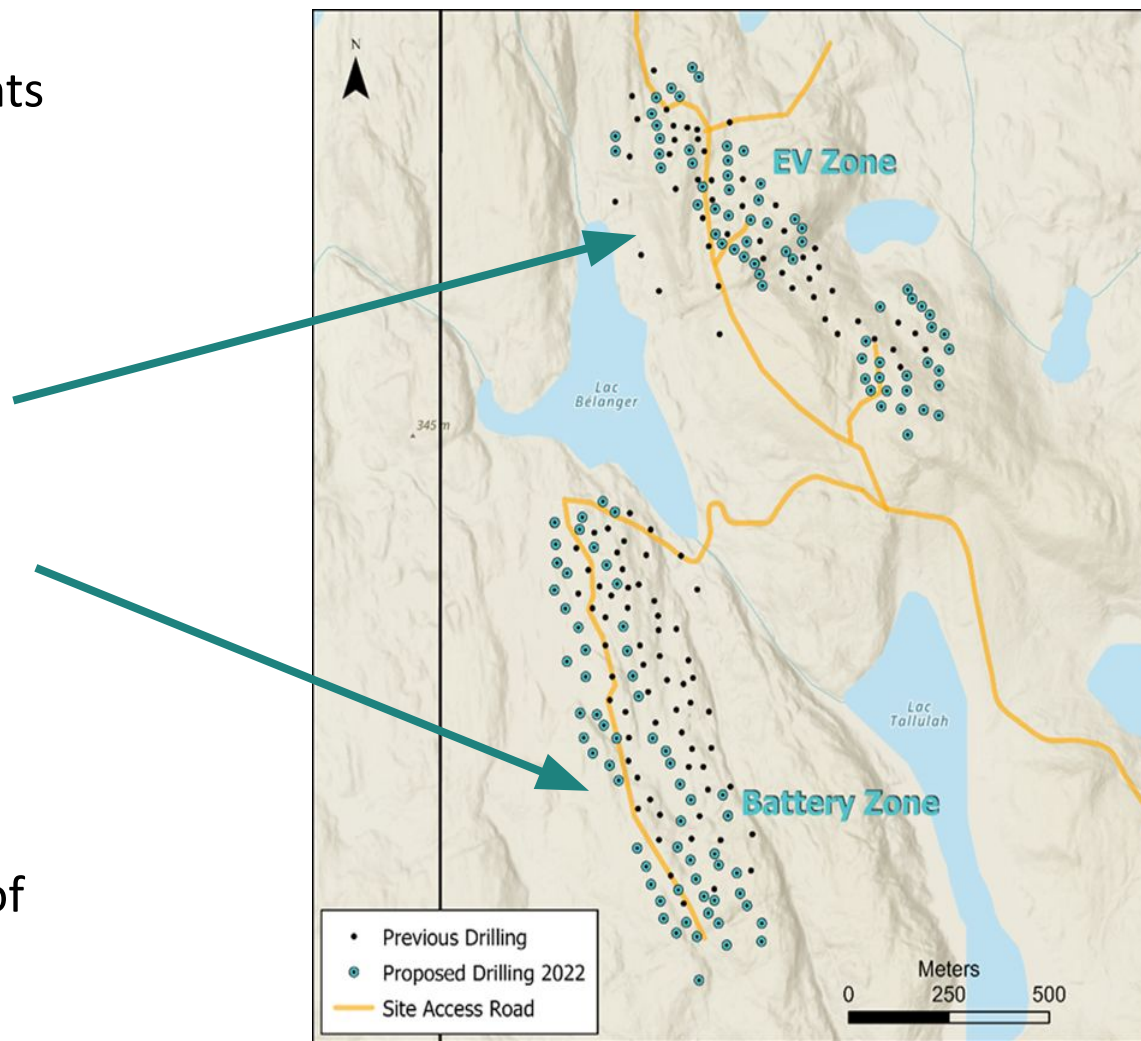 nts
of
N
EV Zone
Lac
Bélanger
345 m
Lac
Tallulah
Battery Zone
Previous Drilling
Proposed Drilling 2022
Site Access Road
Meters
0 250 500